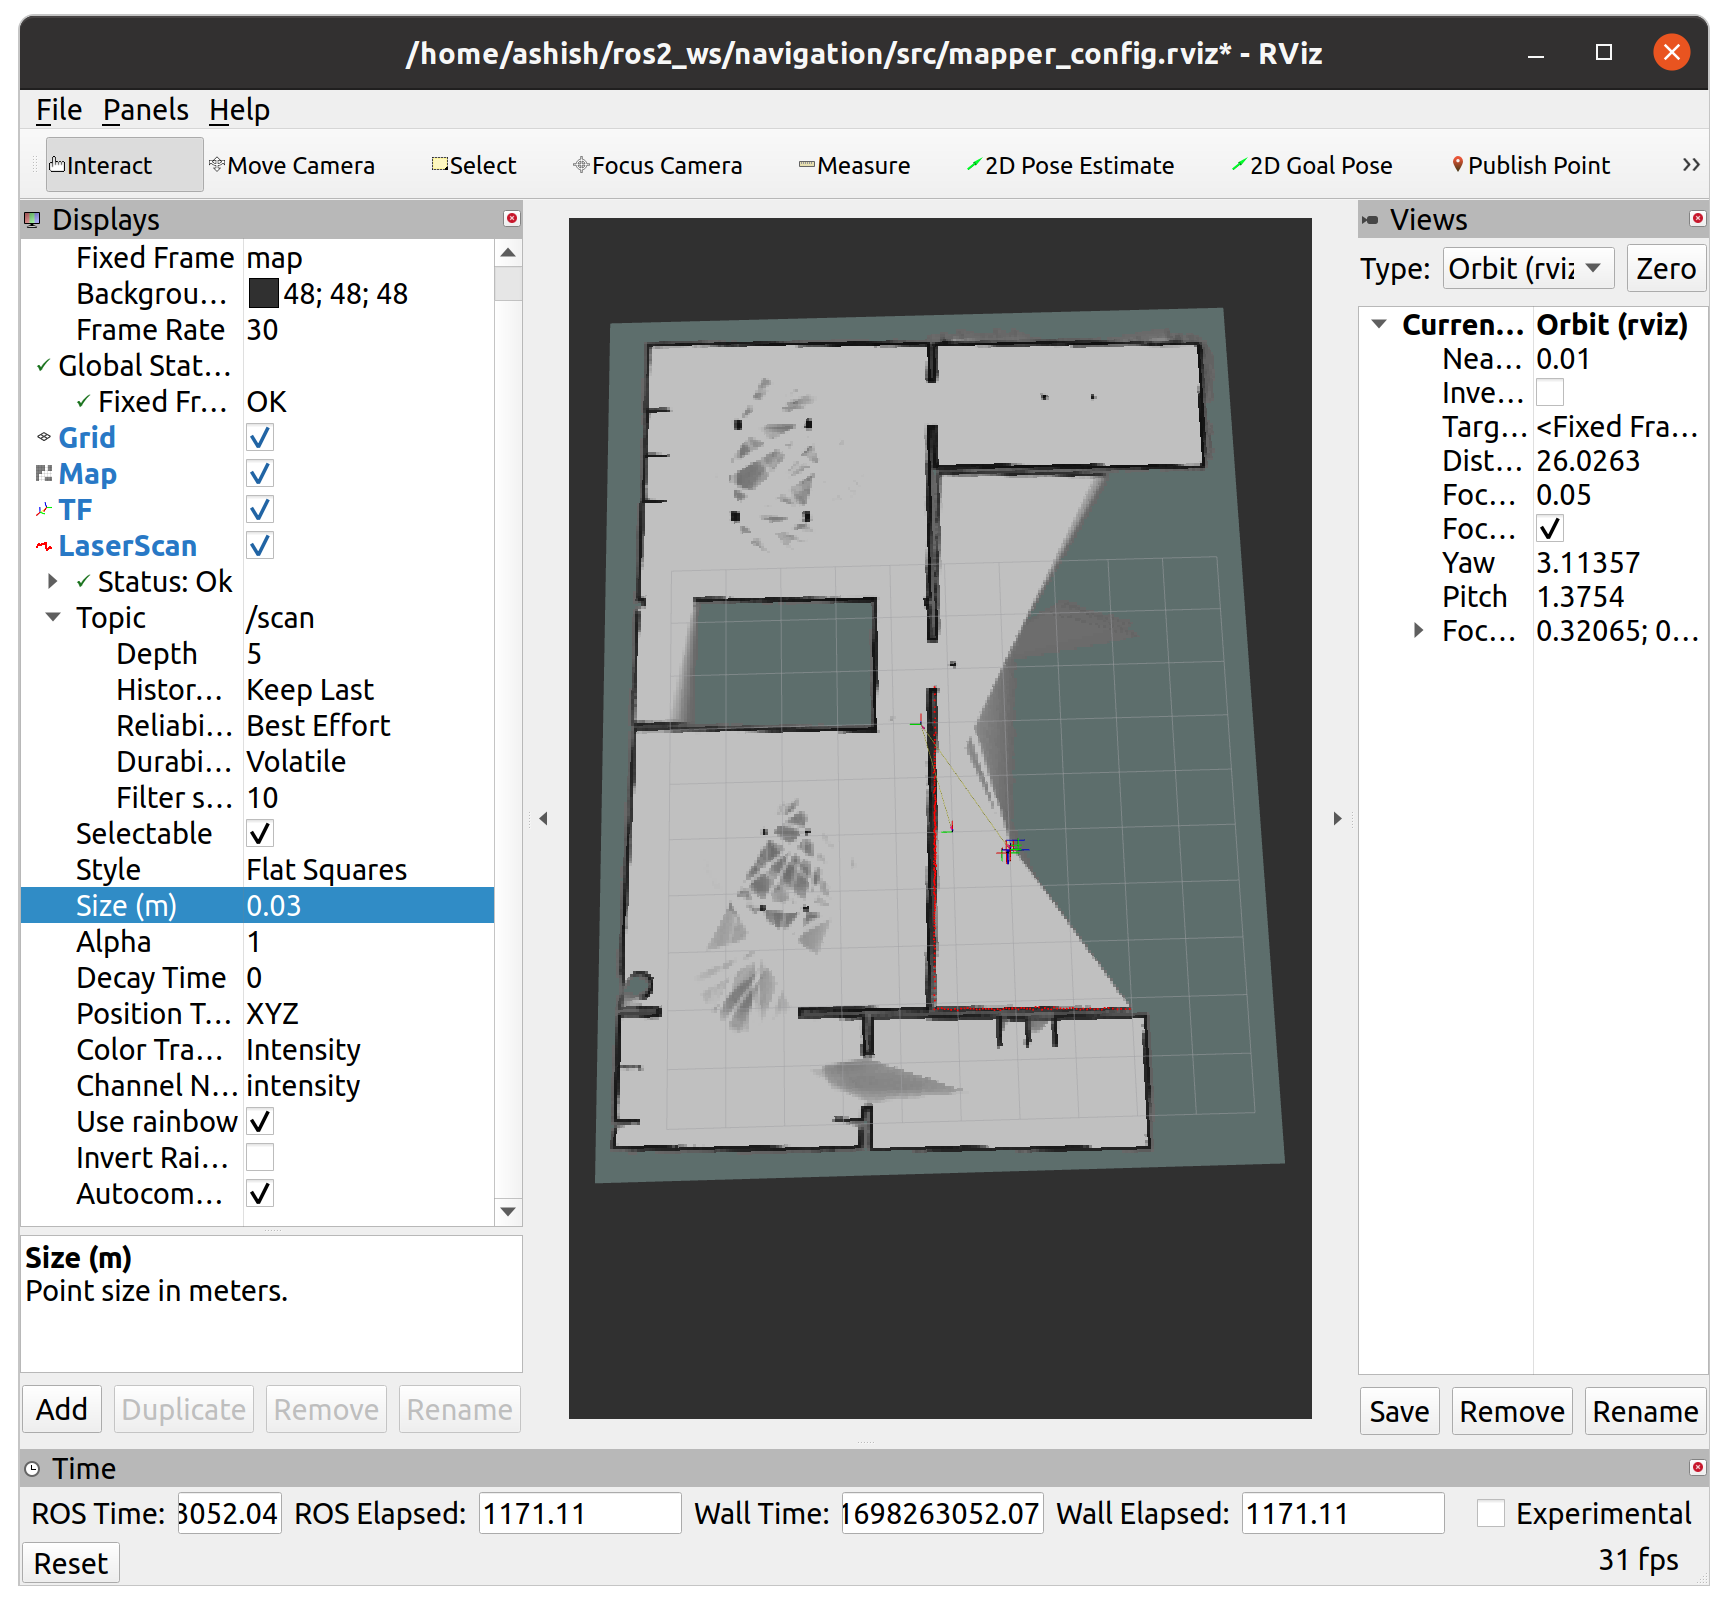 /home/ashish/ros2_ws/navigation/src/mapper_config.rviz* - RViz
File Panels Help
Interact Move Camera Select Focus Camera Measure 2D Pose Estimate 2D Goal Pose Publish Point
Displays
Fixed Frame map
Backgrou... 48; 48; 48
Frame Rate 30
Global Stat...
Fixed Fr... OK
Grid
Map
TF
LaserScan
Status: Ok
Topic /scan
Depth 5
Histor... Keep Last
Reliabi... Best Effort
Durabi... Volatile
Filter s... 10
Selectable
Style Flat Squares
Size (m) 0.03
Alpha 1
Decay Time 0
Position T... XYZ
Color Tra... Intensity
Channel N... intensity
Use rainbow
Invert Rai...
Autocom...
Size (m)
Point size in meters.
Add Duplicate Remove Rename
Views
Type: Orbit (rviz Zero
Curren... Orbit (rviz)
Nea... 0.01
Inve...
Targ... <Fixed Fra...
Dist... 26.0263
Foc... 0.05
Foc...
Yaw 3.11357
Pitch 1.3754
Foc... 0.32065; 0...
Save Remove Rename
Time
ROS Time: 3052.04 ROS Elapsed: 1171.11 Wall Time: 1698263052.07 Wall Elapsed: 1171.11 Experimental
Reset 31 fps